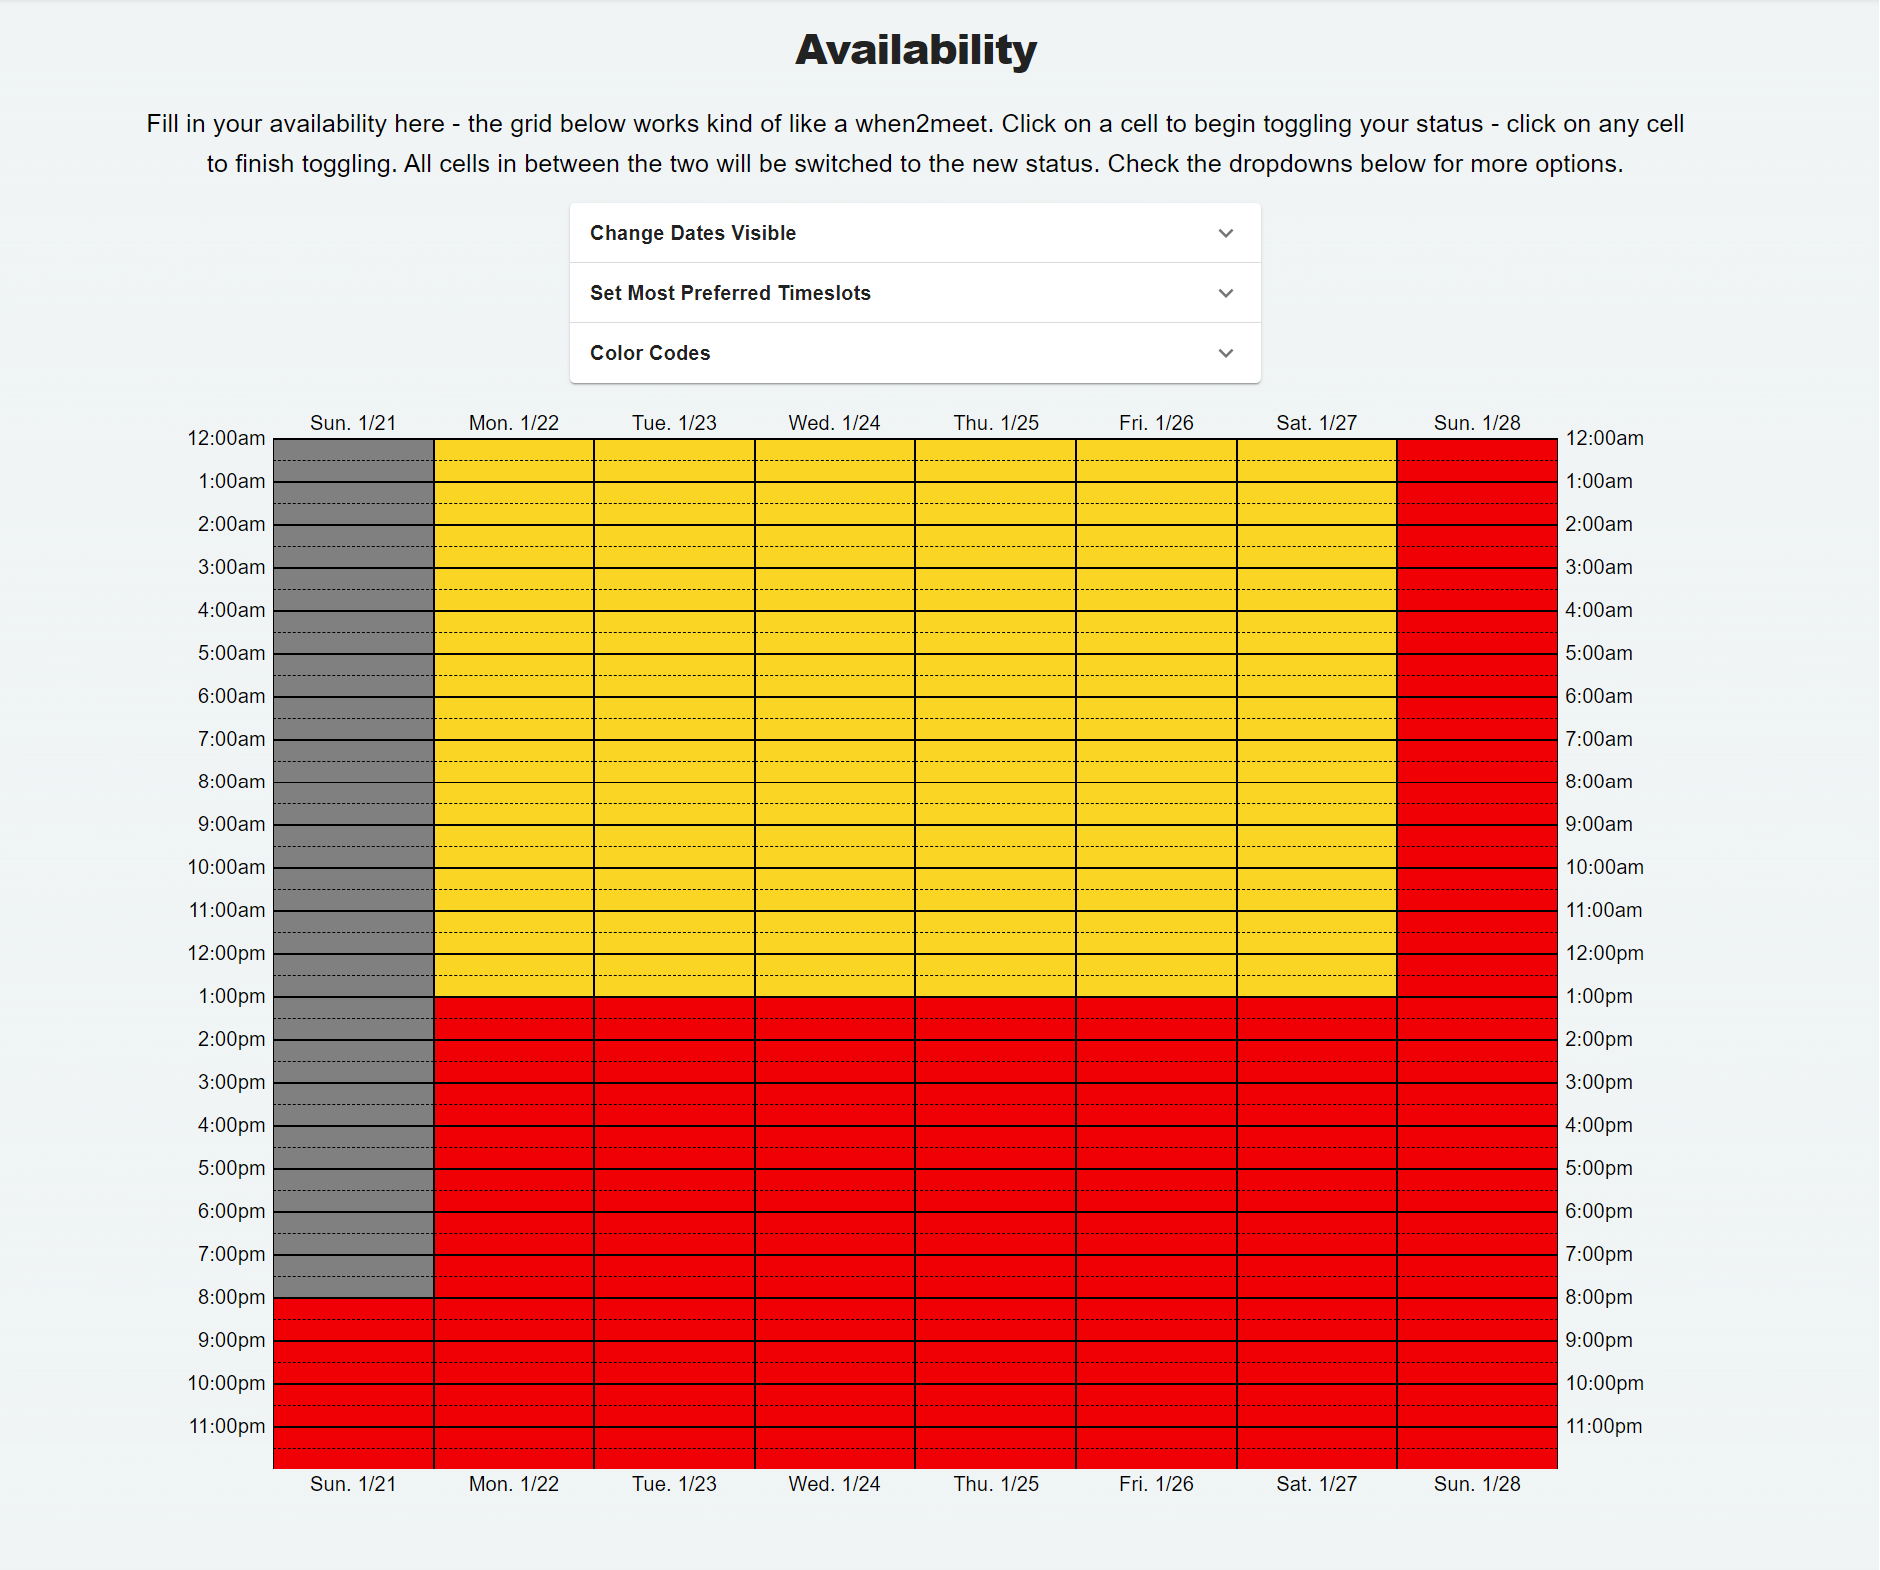 Availability
Fill in your availability here - the grid below works kind of like a when2meet. Click on a cell to begin toggling your status - click on any cell
to finish toggling. All cells in between the two will be switched to the new status. Check the dropdowns below for more options.
Change Dates Visible
Set Most Preferred Timeslots
Color Codes
Sun. 1/21 Mon. 1/22 Tue. 1/23 Wed. 1/24 Thu. 1/25 Fri. 1/26 Sat. 1/27 Sun. 1/28
12:00am 12:00am
1:00am 1:00am
2:00am 2:00am
3:00am 3:00am
4:00am 4:00am
5:00am 5:00am
6:00am 6:00am
7:00am 7:00am
8:00am 8:00am
9:00am 9:00am
10:00am 10:00am
11:00am 11:00am
12:00pm 12:00pm
1:00pm 1:00pm
2:00pm 2:00pm
3:00pm 3:00pm
4:00pm 4:00pm
5:00pm 5:00pm
6:00pm 6:00pm
7:00pm 7:00pm
8:00pm 8:00pm
9:00pm 9:00pm
10:00pm 10:00pm
11:00pm 11:00pm
Sun. 1/21 Mon. 1/22 Tue. 1/23 Wed. 1/24 Thu. 1/25 Fri. 1/26 Sat. 1/27 Sun. 1/28